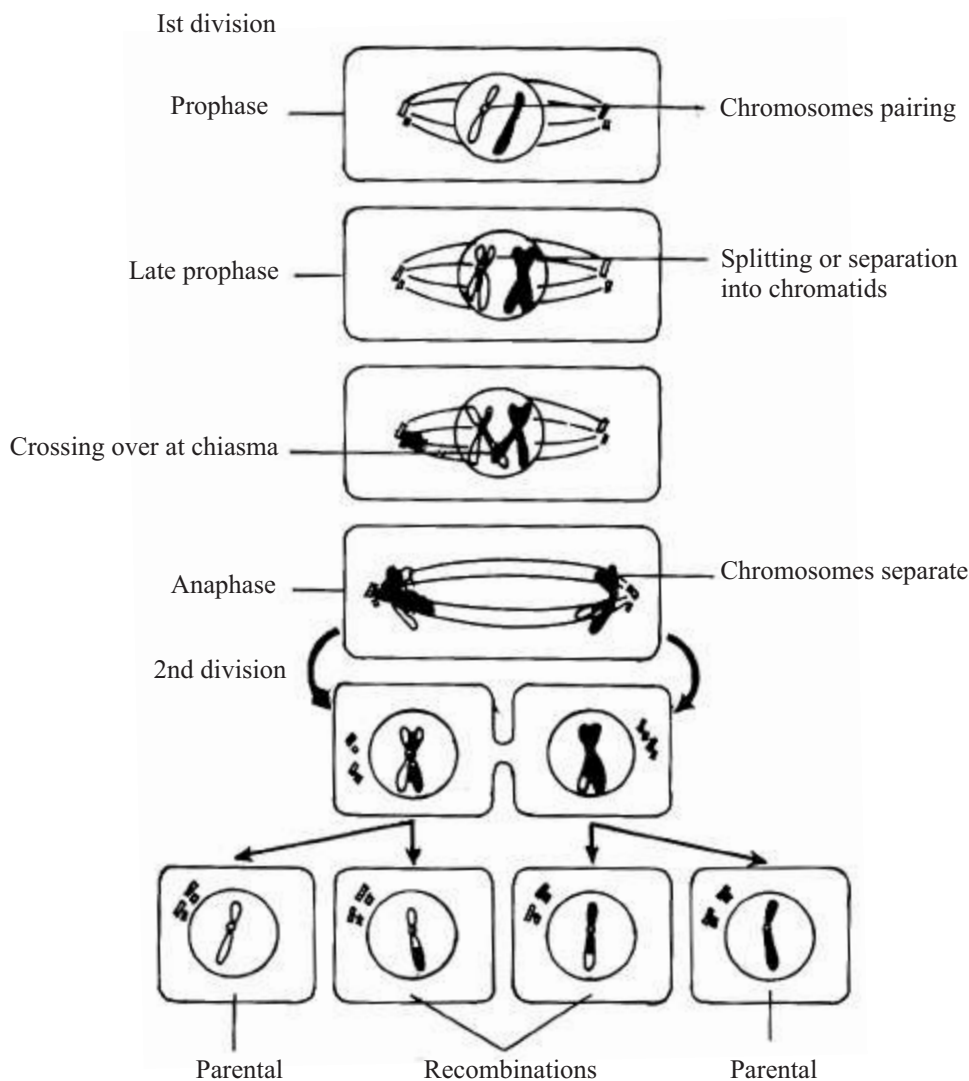 Ist division
Prophase
Chromosomes pairing
Late prophase
Splitting or separation
into chromatids
Crossing over at chiasma
Anaphase
Chromosomes separate
2nd division
Parental
Recombinations
Parental